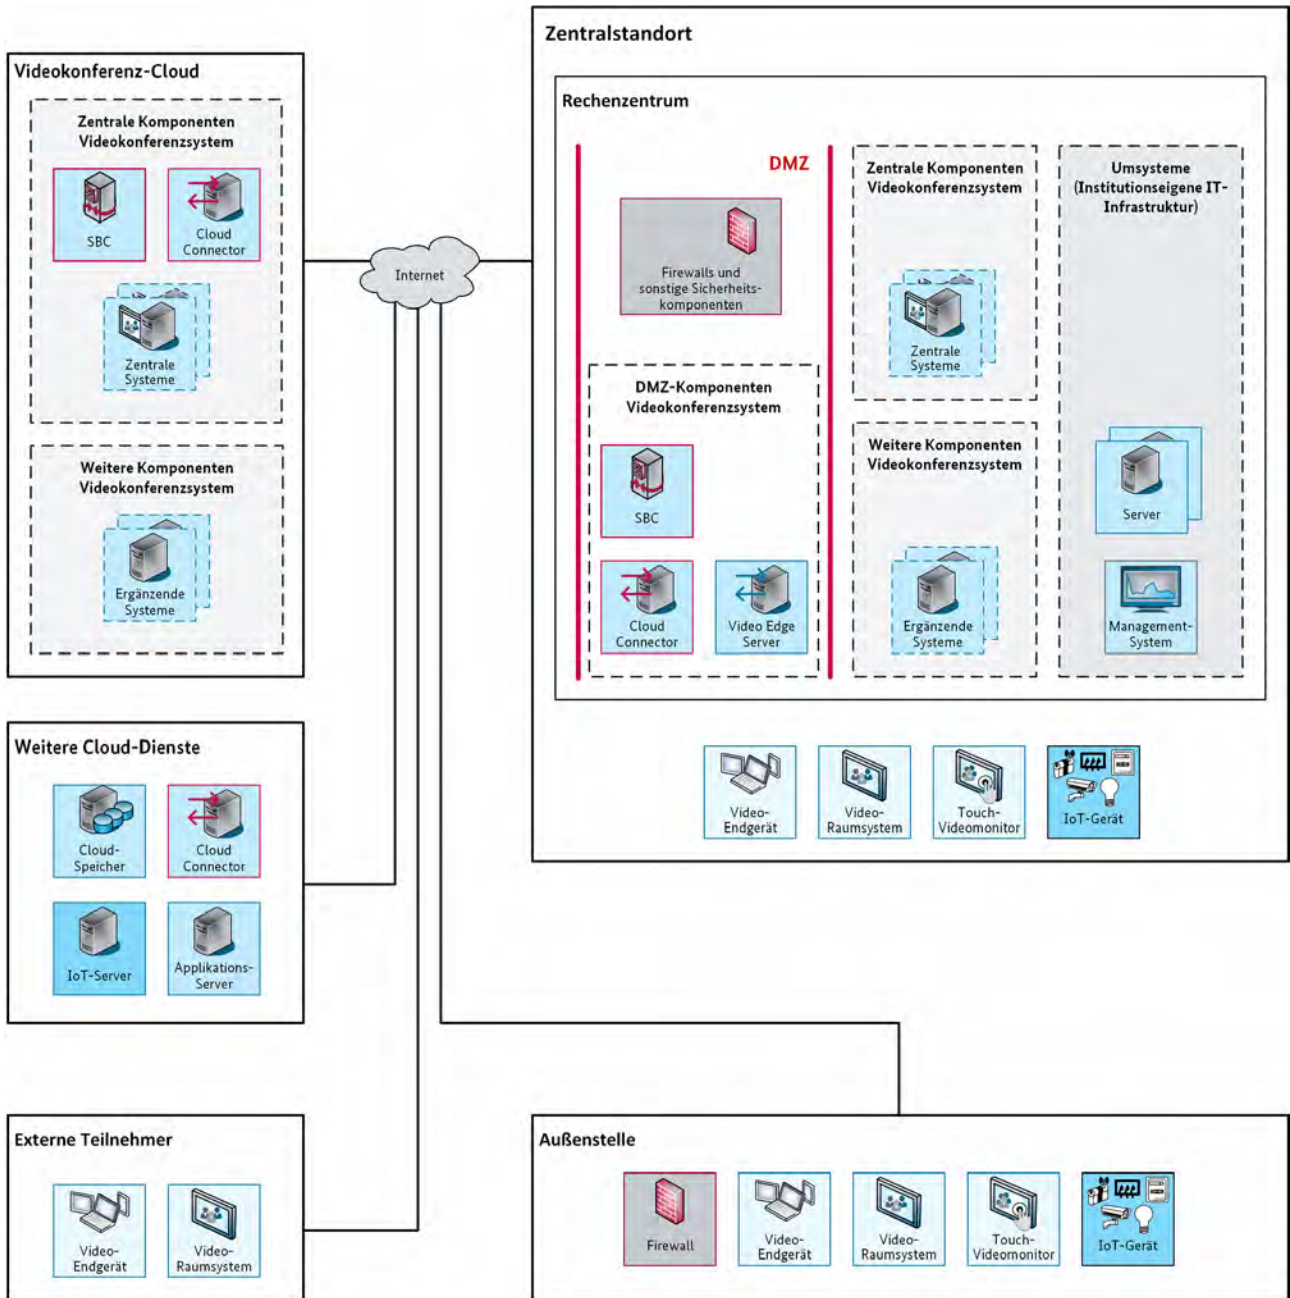 Videokonferenz-Cloud
Zentrale Komponenten
Videokonferenzsystem
SBC
Cloud
Connector
Zentrale
Systeme
Weitere Komponenten
Videokonferenzsystem
Ergänzende
Systeme
Weitere Cloud-Dienste
Cloud-
Speicher
Cloud
Connector
IoT-Server
Applikations-
Server
Externe Teilnehmer
Video-
Endgerät
Video-
Raumsystem
Internet
Zentralstandort
Rechenzentrum
DMZ
Firewalls und
sonstige Sicherheits-
komponenten
DMZ-Komponenten
Videokonferenzsystem
SBC
Cloud
Connector
Video Edge
Server
Zentrale Komponenten
Videokonferenzsystem
Zentrale
Systeme
Weitere Komponenten
Videokonferenzsystem
Ergänzende
Systeme
Umsysteme
(Institutionseigene IT-
Infrastruktur)
Server
Management-
System
Video-
Endgerät
Video-
Raumsystem
Touch-
Videomonitor
IoT-Gerät
Außenstelle
Firewall
Video-
Endgerät
Video-
Raumsystem
Touch-
Videomonitor
IoT-Gerät